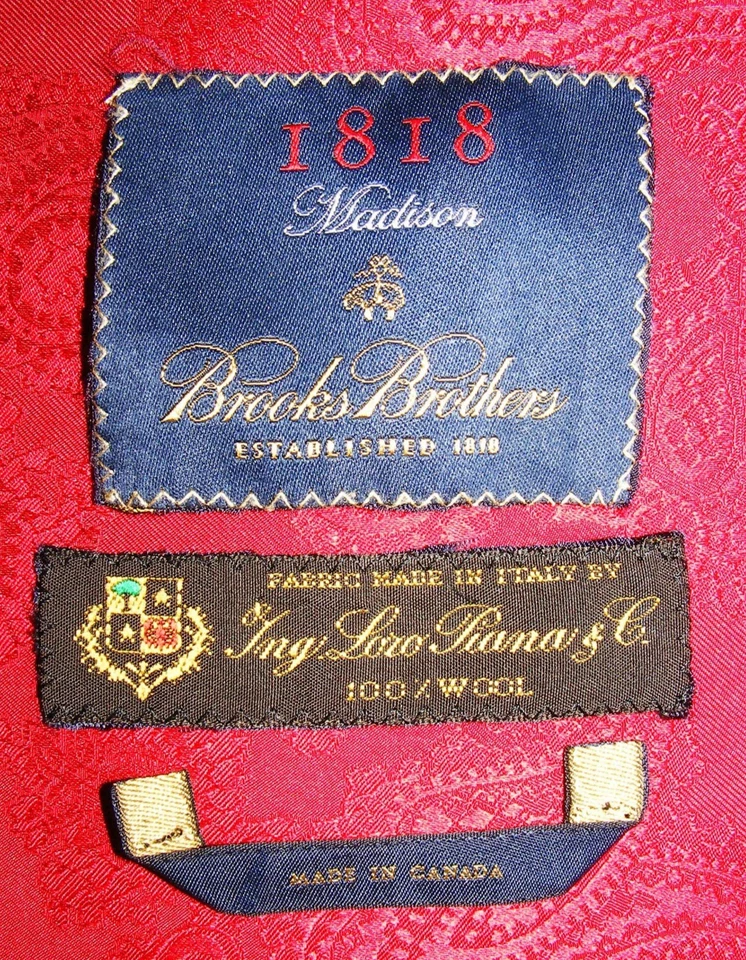 1818
Madison
Brooks Brothers
ESTABLISHED 1818
FABRIC MADE IN ITALY BY
Ing. Loro Piana & C.
100% WOOL
MADE IN CANADA